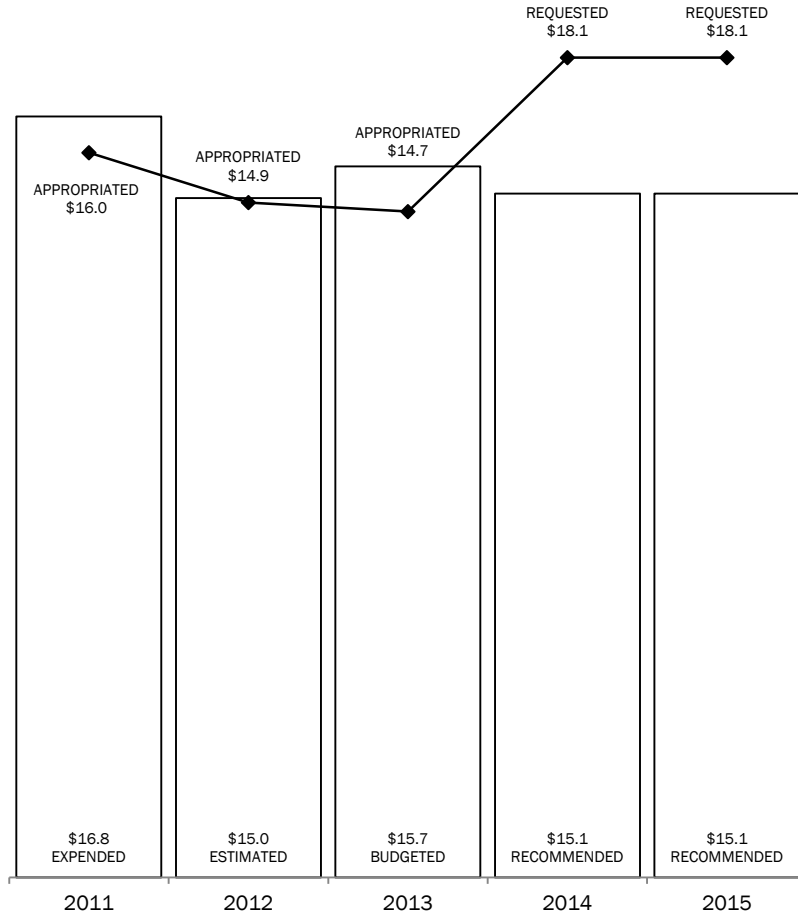 REQUESTED
$18.1
REQUESTED
$18.1
APPROPRIATED
$16.0
APPROPRIATED
$14.9
APPROPRIATED
$14.7
$16.8
EXPENDED
$15.0
ESTIMATED
$15.7
BUDGETED
$15.1
RECOMMENDED
$15.1
RECOMMENDED
2011
2012
2013
2014
2015